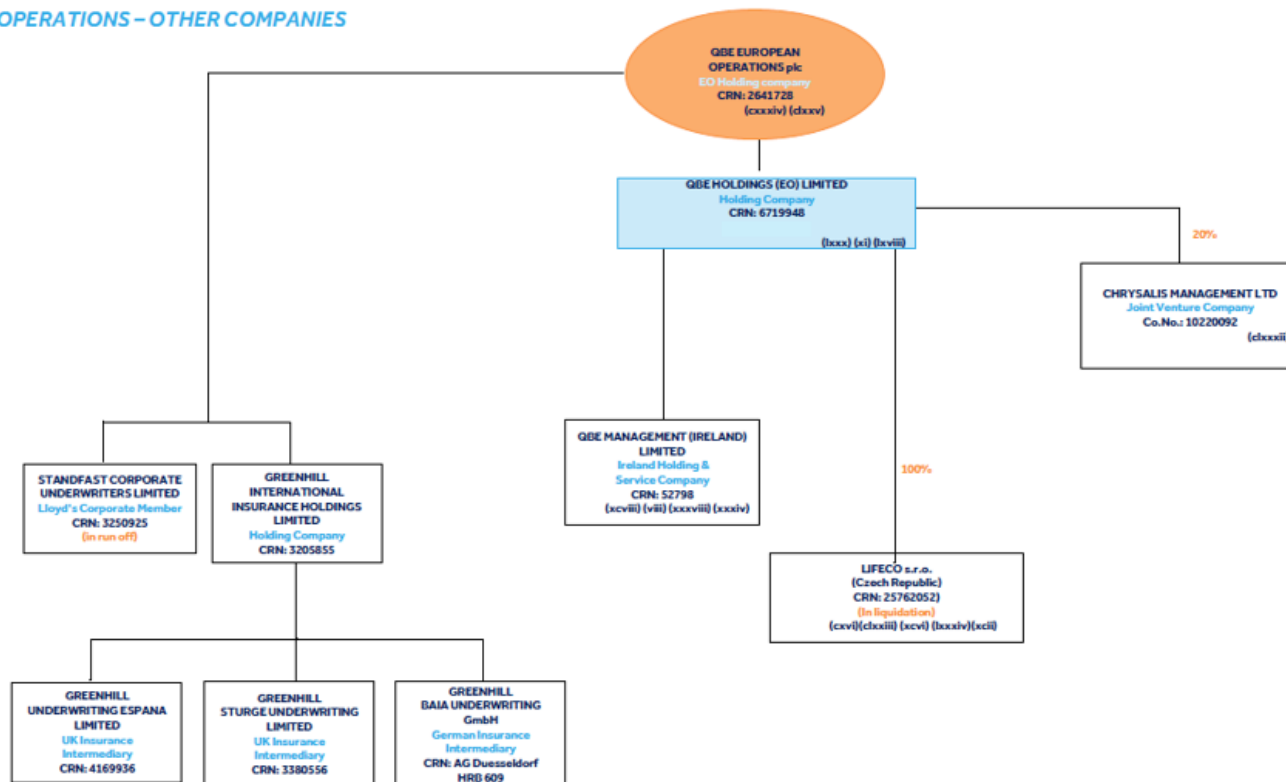 OPERATIONS – OTHER COMPANIES
QBE EUROPEAN
OPERATIONS plc
EO Holding company
CRN: 2641728
(cxxxiv) (clxxv)
QBE HOLDINGS (EO) LIMITED
Holding Company
CRN: 6719948
(lxxx) (xi) (lxviii)
20%
CHRYSALIS MANAGEMENT LTD
Joint Venture Company
Co.No.: 10220092
(clxxxii
QBE MANAGEMENT (IRELAND)
LIMITED
Ireland Holding &
Service Company
CRN: 52798
(xcviii) (viii) (xxxviii) (xxxiv)
100%
STANDFAST CORPORATE
UNDERWRITERS LIMITED
Lloyd's Corporate Member
CRN: 3250925
(in run off)
GREENHILL
INTERNATIONAL
INSURANCE HOLDINGS
LIMITED
Holding Company
CRN: 3205855
LIFECO s.r.o.
(Czech Republic)
CRN: 25762052)
(In liquidation)
(cxvi)(clxxiii) (xcvi) (lxxxiv)(xcii)
GREENHILL
UNDERWRITING ESPANA
LIMITED
UK Insurance
Intermediary
CRN: 4169936
GREENHILL
STURGE UNDERWRITING
LIMITED
UK Insurance
Intermediary
CRN: 3380556
GREENHILL
BAIA UNDERWRITING
GmbH
German Insurance
Intermediary
CRN: AG Duesseldorf
HRB 609